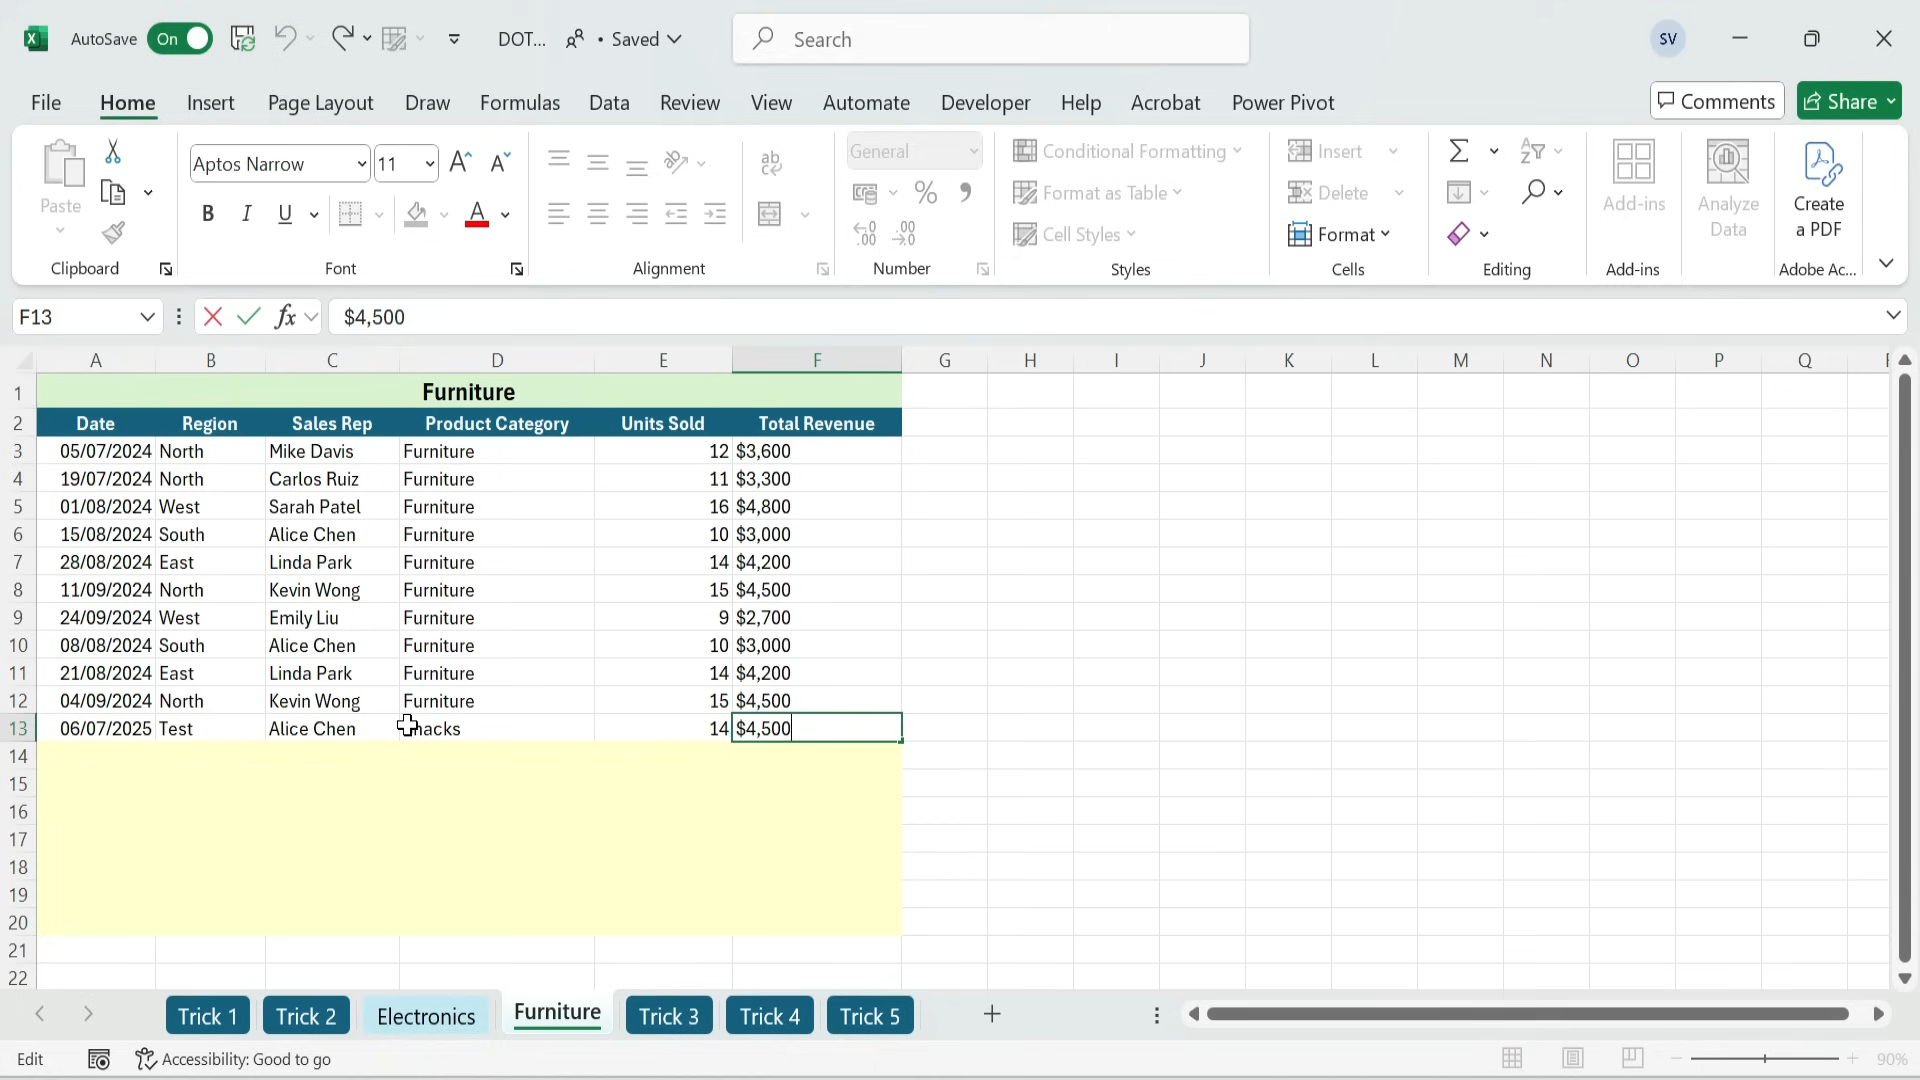 AutoSave On DOT... • Saved Search SV
File Home Insert Page Layout Draw Formulas Data Review View Automate Developer Help Acrobat Power Pivot Comments Share
Paste Aptos Narrow 11 General Conditional Formatting Insert
Format as Table Delete Add-ins Analyze Data Create a PDF
B I U A Cell Styles Format
Clipboard Font Alignment Number Styles Cells Editing Add-ins Adobe Ac...
F13 fx $4,500
A B C D E F G H I J K L M N O P Q
1 Furniture
2 Date Region Sales Rep Product Category Units Sold Total Revenue
3 05/07/2024 North Mike Davis Furniture 12 $3,600
4 19/07/2024 North Carlos Ruiz Furniture 11 $3,300
5 01/08/2024 West Sarah Patel Furniture 16 $4,800
6 15/08/2024 South Alice Chen Furniture 10 $3,000
7 28/08/2024 East Linda Park Furniture 14 $4,200
8 11/09/2024 North Kevin Wong Furniture 15 $4,500
9 24/09/2024 West Emily Liu Furniture 9 $2,700
10 08/08/2024 South Alice Chen Furniture 10 $3,000
11 21/08/2024 East Linda Park Furniture 14 $4,200
12 04/09/2024 North Kevin Wong Furniture 15 $4,500
13 06/07/2025 Test Alice Chen 14 $4,500
14
15
16
17
18
19
20
21
22
Trick 1 Trick 2 Electronics Furniture Trick 3 Trick 4 Trick 5
Edit Accessibility: Good to go 90%